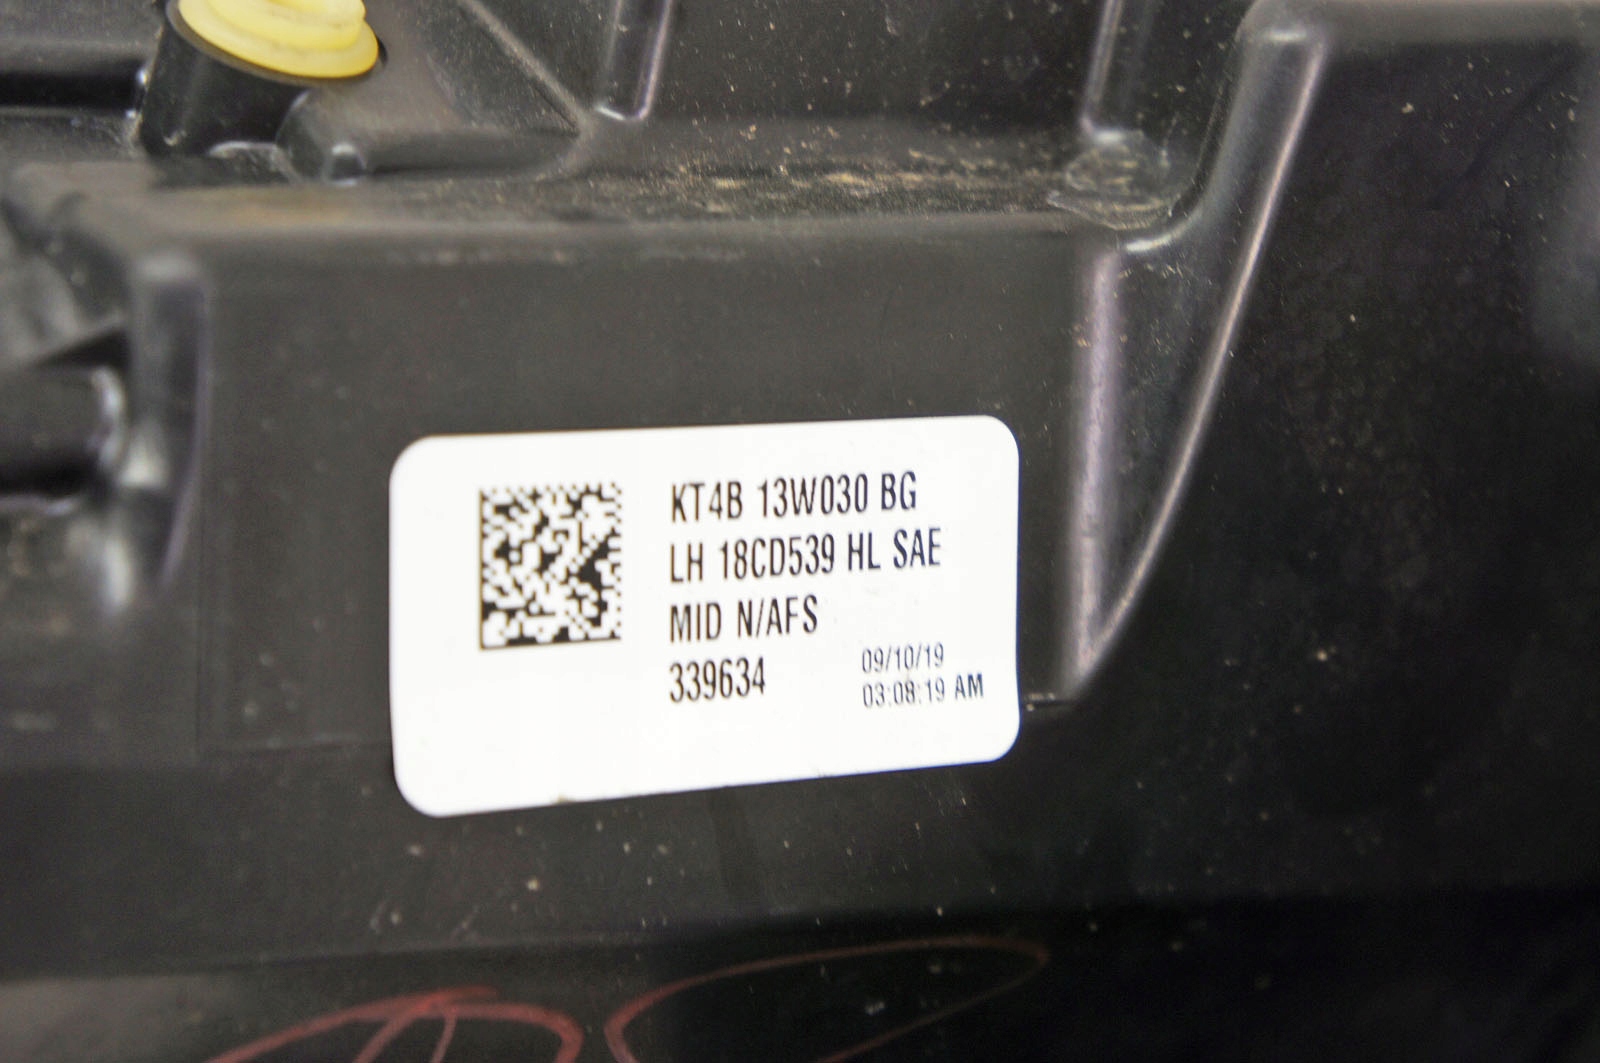 KT4B 13W030 BG
LH 18CD539 HL SAE
MID N/AFS
339634
09/10/19
03:08:19 AM